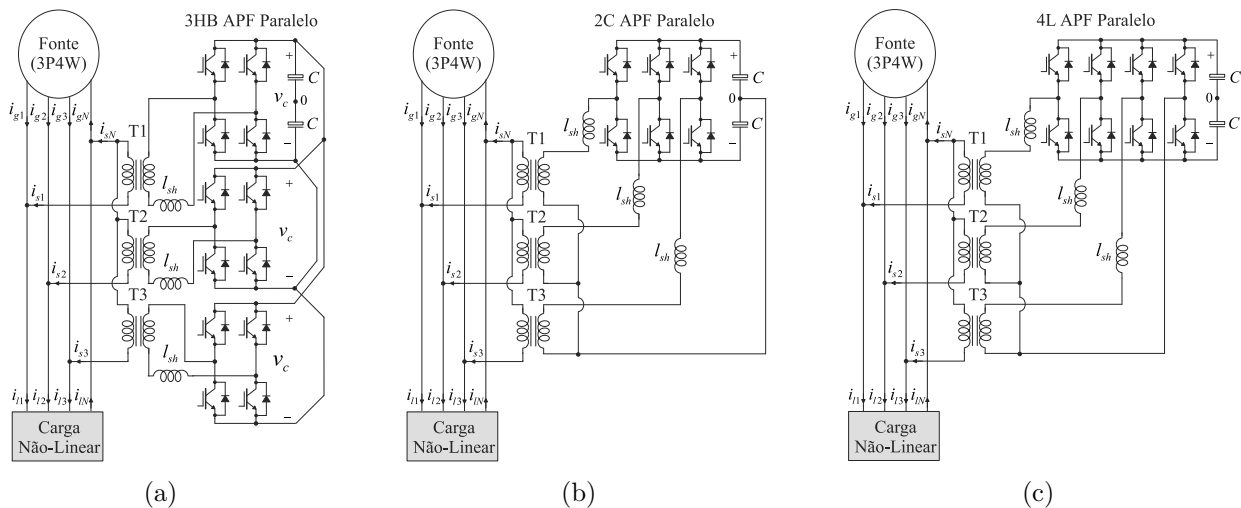 3HB APF Paralelo
Fonte
(3P4W)
+
C
v_c
0
C
−
i_g1 i_g2 i_g3 i_gN
i_sN
T1
l_sh
i_s1
T2
+
v_c
−
l_sh
i_s2
T3
+
v_c
−
l_sh
i_s3
i_l1 i_l2 i_l3 i_lN
Carga
Não-Linear
(a)
2C APF Paralelo
Fonte
(3P4W)
+
C
0
C
−
i_g1 i_g2 i_g3 i_gN
i_sN
T1
l_sh
l_sh
i_s1
T2
l_sh
i_s2
T3
i_s3
i_l1 i_l2 i_l3 i_lN
Carga
Não-Linear
(b)
4L APF Paralelo
Fonte
(3P4W)
+
C
0
C
−
i_g1 i_g2 i_g3 i_gN
i_sN
T1
l_sh
l_sh
i_s1
T2
l_sh
i_s2
T3
i_s3
i_l1 i_l2 i_l3 i_lN
Carga
Não-Linear
(c)